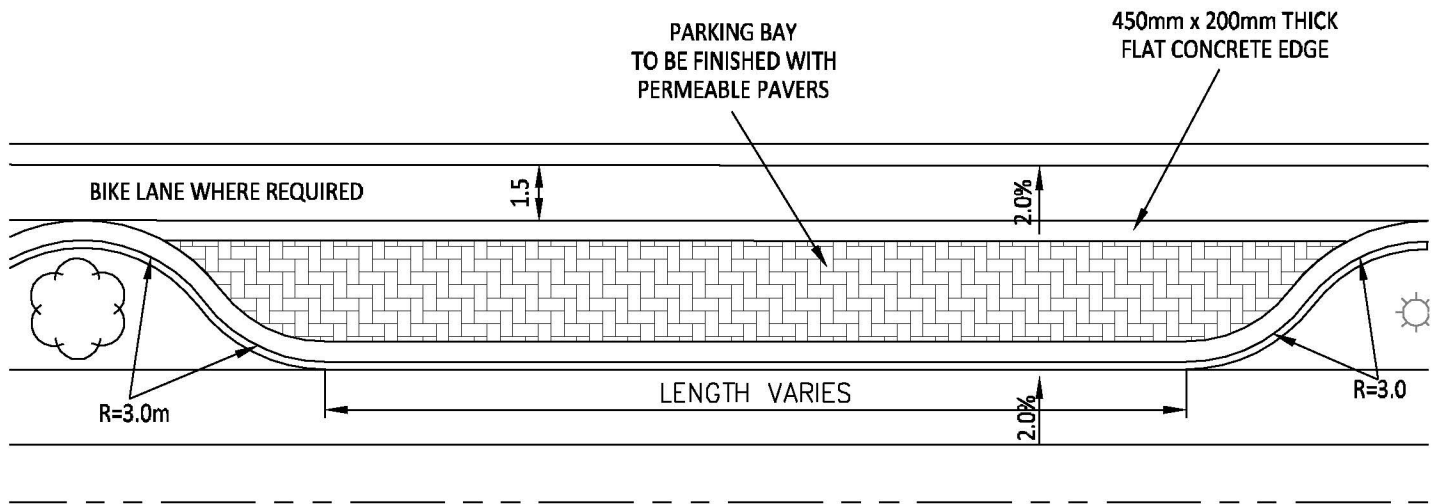 PARKING BAY
TO BE FINISHED WITH
PERMEABLE PAVERS
450mm x 200mm THICK
FLAT CONCRETE EDGE
BIKE LANE WHERE REQUIRED
1.5
2.0%
LENGTH VARIES
R=3.0m
R=3.0
2.0%